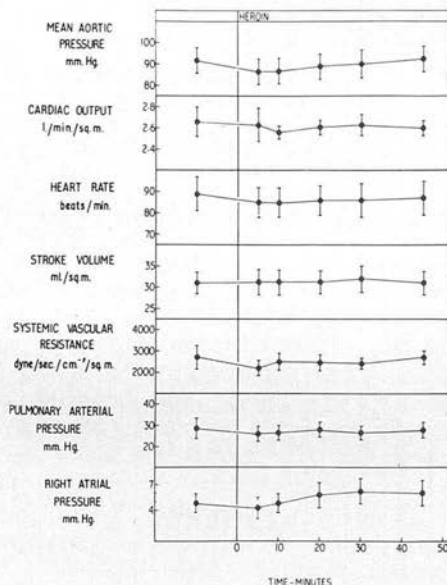 HEROIN
MEAN AORTIC
PRESSURE
mm. Hg.
100
90
80
CARDIAC OUTPUT
l./min./sq. m.
2.8
2.6
2.4
HEART RATE
beats/min.
90
80
70
STROKE VOLUME
ml/sq.m.
35
30
25
SYSTEMIC VASCULAR
RESISTANCE
dyne/sec./cm⁻⁵/sq.m.
4000
3000
2000
PULMONARY ARTERIAL
PRESSURE
mm. Hg.
40
30
20
RIGHT ATRIAL
PRESSURE
mm. Hg.
7
4
0 10 20 30 40 50
TIME - MINUTES